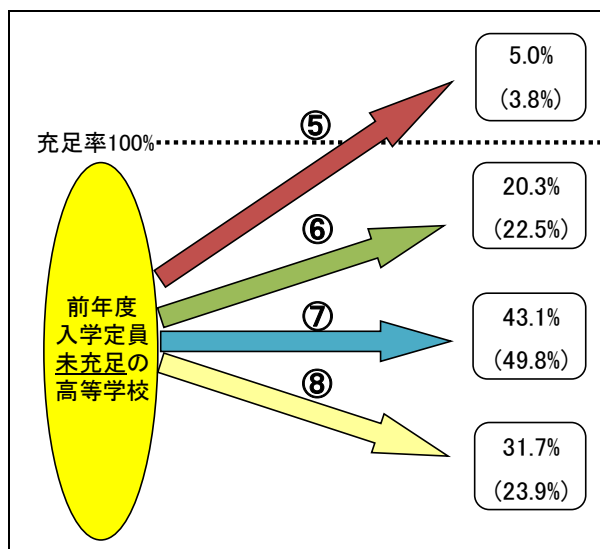 5.0%
(3.8%)
⑤
充足率100%
20.3%
(22.5%)
⑥
前年度
入学定員
未充足の
高等学校
⑦
43.1%
(49.8%)
⑧
31.7%
(23.9%)